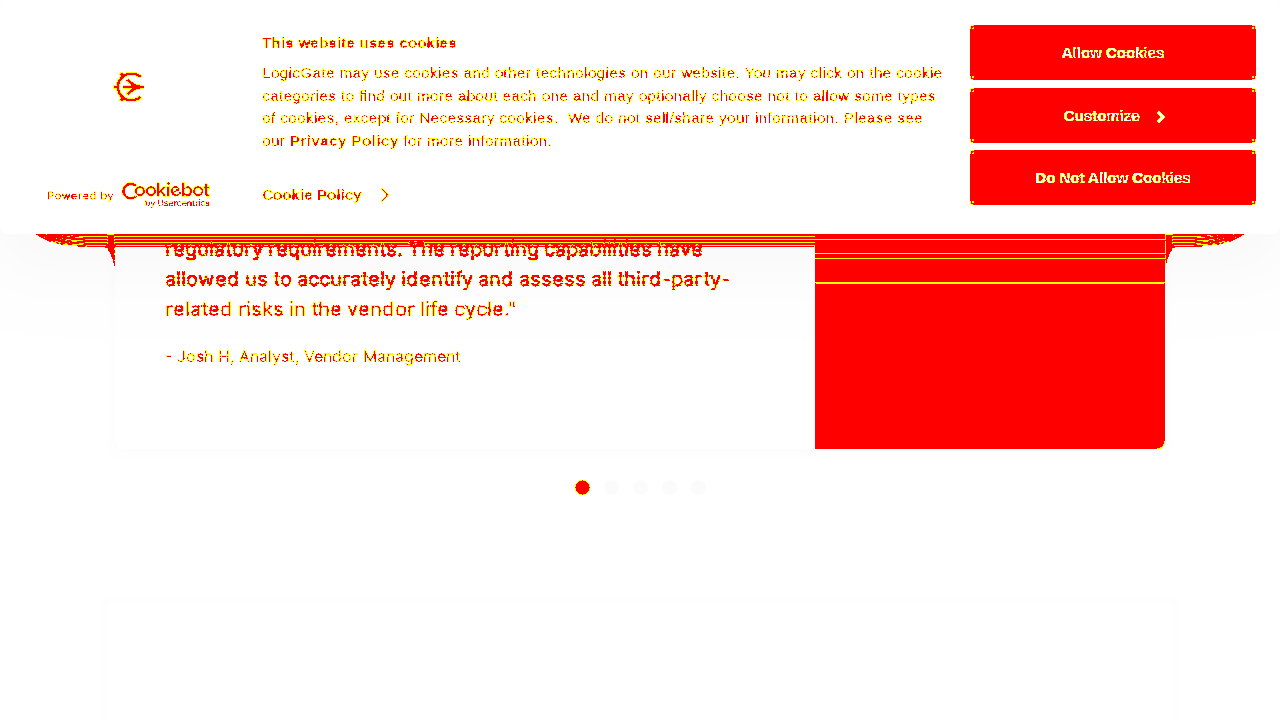 This website uses cookies
LogicGate may use cookies and other technologies on our website. You may click on the cookie
categories to find out more about each one and may optionally choose not to allow some types
of cookies, except for Necessary cookies.  We do not sell/share your information. Please see
our Privacy Policy for more information.
Cookie Policy
Powered by Cookiebot
by Usercentrics
Allow Cookies
Customize
Do Not Allow Cookies
regulatory requirements. The reporting capabilities have
allowed us to accurately identify and assess all third-party-
related risks in the vendor life cycle."
- Josh H, Analyst, Vendor Management